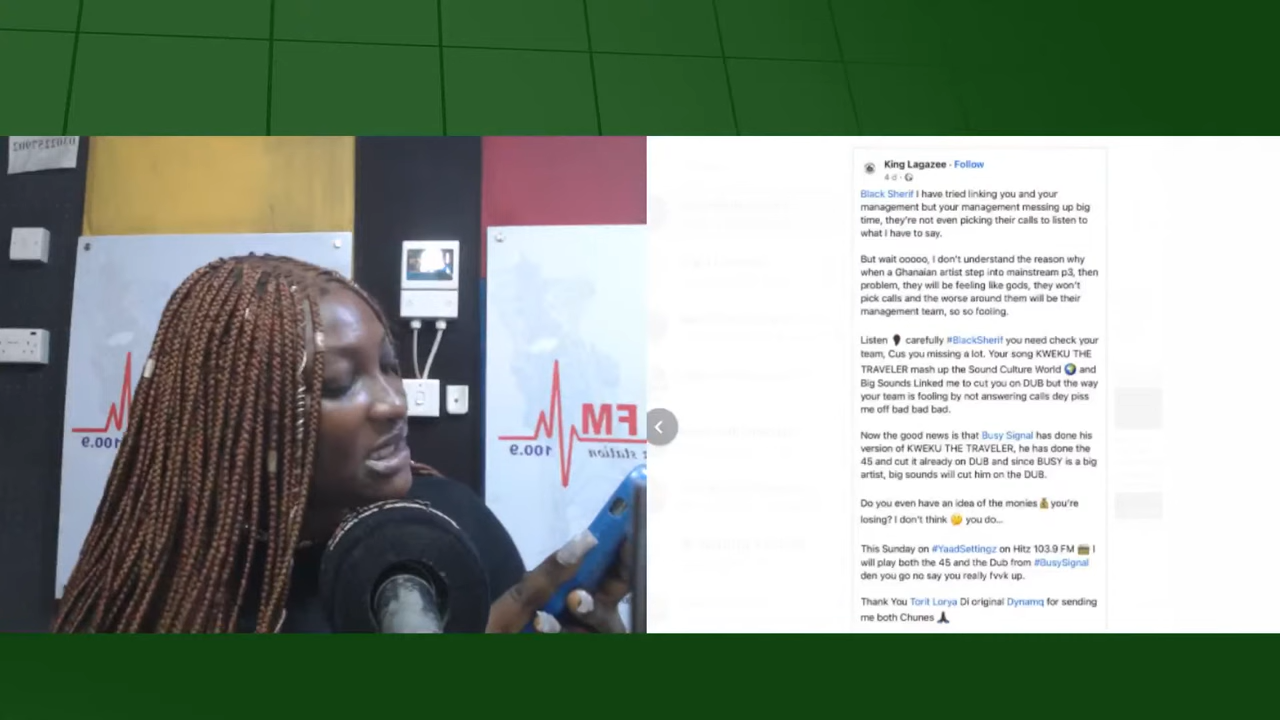 0302257902
FM
100.9
100.9
station
King Lagazee · Follow
4 d ·
Black Sherif I have tried linking you and your
management but your management messing up big
time, they're not even picking their calls to listen to
what I have to say.
But wait ooooo, I don't understand the reason why
when a Ghanaian artist step into mainstream p3, then
problem, they will be feeling like gods, they won't
pick calls and the worse around them will be their
management team, so so fooling.
Listen 👂🏿 carefully #BlackSherif you need check your
team, Cus you missing a lot. Your song KWEKU THE
TRAVELER mash up the Sound Culture World 🌍 and
Big Sounds Linked me to cut you on DUB but the way
your team is fooling by not answering calls dey piss
me off bad bad bad.
Now the good news is that Busy Signal has done his
version of KWEKU THE TRAVELER, he has done the
45 and cut it already on DUB and since BUSY is a big
artist, big sounds will cut him on the DUB.
Do you even have an idea of the monies 💰 you're
losing? I don't think 🤔 you do...
This Sunday on #YaadSettingz on Hitz 103.9 FM 📻 I
will play both the 45 and the Dub from #BusySignal
den you go no say you really fvvk up.
Thank You Torit Lorya Di original Dynamq for sending
me both Chunes 🙏🏿